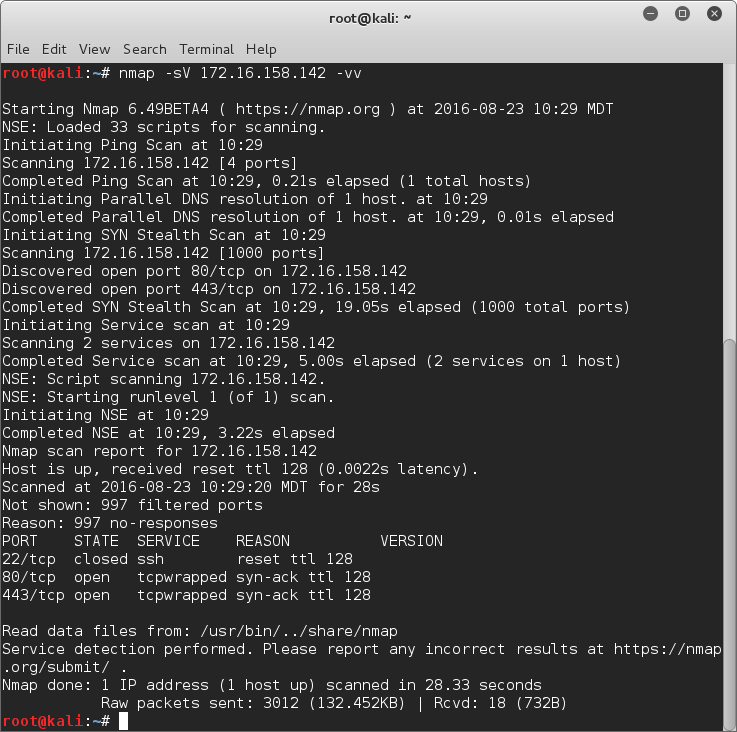 root@kali: ~
File Edit View Search Terminal Help
root@kali:~# nmap -sV 172.16.158.142 -vv
Starting Nmap 6.49BETA4 ( https://nmap.org ) at 2016-08-23 10:29 MDT
NSE: Loaded 33 scripts for scanning.
Initiating Ping Scan at 10:29
Scanning 172.16.158.142 [4 ports]
Completed Ping Scan at 10:29, 0.21s elapsed (1 total hosts)
Initiating Parallel DNS resolution of 1 host. at 10:29
Completed Parallel DNS resolution of 1 host. at 10:29, 0.01s elapsed
Initiating SYN Stealth Scan at 10:29
Scanning 172.16.158.142 [1000 ports]
Discovered open port 80/tcp on 172.16.158.142
Discovered open port 443/tcp on 172.16.158.142
Completed SYN Stealth Scan at 10:29, 19.05s elapsed (1000 total ports)
Initiating Service scan at 10:29
Scanning 2 services on 172.16.158.142
Completed Service scan at 10:29, 5.00s elapsed (2 services on 1 host)
NSE: Script scanning 172.16.158.142.
NSE: Starting runlevel 1 (of 1) scan.
Initiating NSE at 10:29
Completed NSE at 10:29, 3.22s elapsed
Nmap scan report for 172.16.158.142
Host is up, received reset ttl 128 (0.0022s latency).
Scanned at 2016-08-23 10:29:20 MDT for 28s
Not shown: 997 filtered ports
Reason: 997 no-responses
PORT    STATE  SERVICE    REASON          VERSION
22/tcp  closed ssh        reset ttl 128
80/tcp  open   tcpwrapped syn-ack ttl 128
443/tcp open   tcpwrapped syn-ack ttl 128
Read data files from: /usr/bin/../share/nmap
Service detection performed. Please report any incorrect results at https://nmap
.org/submit/ .
Nmap done: 1 IP address (1 host up) scanned in 28.33 seconds
           Raw packets sent: 3012 (132.452KB) | Rcvd: 18 (732B)
root@kali:~#